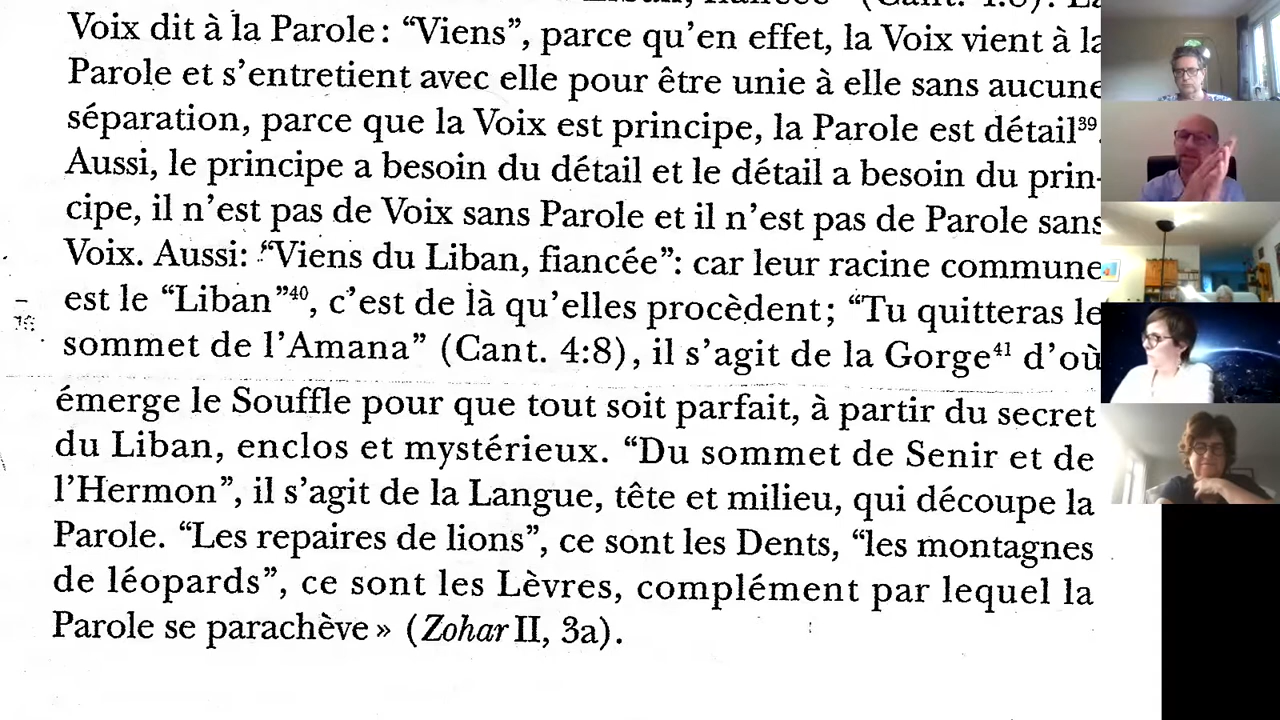 Voix dit à la Parole : “Viens”, parce qu’en effet, la Voix vient à la
Parole et s’entretient avec elle pour être unie à elle sans aucune
séparation, parce que la Voix est principe, la Parole est détail³⁹.
Aussi, le principe a besoin du détail et le détail a besoin du prin-
cipe, il n’est pas de Voix sans Parole et il n’est pas de Parole sans
Voix. Aussi: “Viens du Liban, fiancée”: car leur racine commune
est le “Liban”⁴⁰, c’est de là qu’elles procèdent; “Tu quitteras le
sommet de l’Amana” (Cant. 4:8), il s’agit de la Gorge⁴¹ d’où
émerge le Souffle pour que tout soit parfait, à partir du secret
du Liban, enclos et mystérieux. “Du sommet de Senir et de
l’Hermon”, il s’agit de la Langue, tête et milieu, qui découpe la
Parole. “Les repaires de lions”, ce sont les Dents, “les montagnes
de léopards”, ce sont les Lèvres, complément par lequel la
Parole se parachève» (Zohar II, 3a).